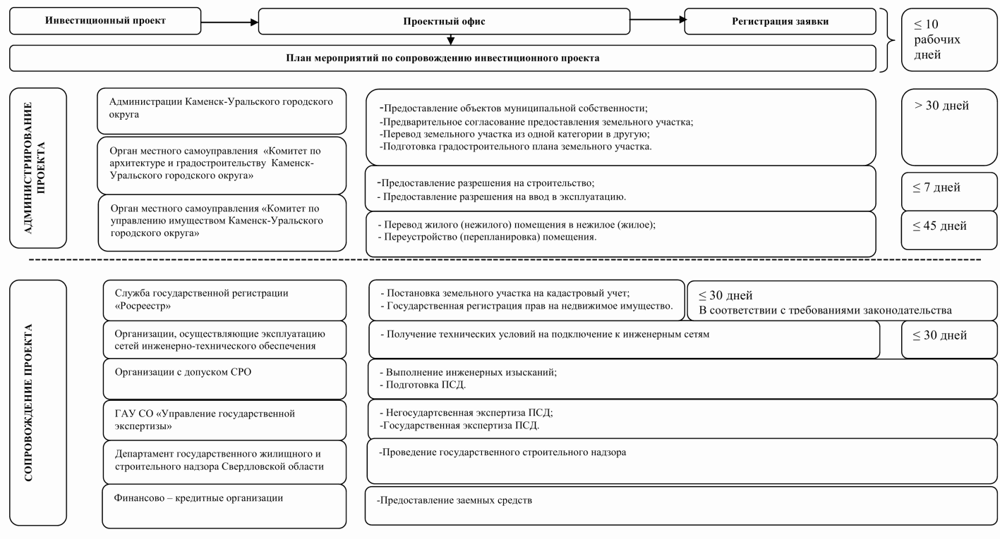 Инвестиционный проект
Проектный офис
Регистрация заявки
≤ 10
рабочих
дней
План мероприятий по сопровождению инвестиционного проекта
АДМИНИСТРИРОВАНИЕ
ПРОЕКТА
Администрации Каменск-Уральского городского
округа
Орган местного самоуправления «Комитет по
архитектуре и градостроительству Каменск-
Уральского городского округа»
Орган местного самоуправления «Комитет по
управлению имуществом Каменск-Уральского
городского округа»
-Предоставление объектов муниципальной собственности;
-Предварительное согласование предоставления земельного участка;
-Перевод земельного участка из одной категории в другую;
-Подготовка градостроительного плана земельного участка.
> 30 дней
-Предоставление разрешения на строительство;
- Предоставление разрешения на ввод в эксплуатацию.
≤ 7 дней
- Перевод жилого (нежилого) помещения в нежилое (жилое);
- Переустройство (перепланировка) помещения.
≤ 45 дней
СОПРОВОЖДЕНИЕ ПРОЕКТА
Служба государственной регистрации
«Росреестр»
- Постановка земельного участка на кадастровый учет;
- Государственная регистрация прав на недвижимое имущество.
≤ 30 дней
В соответствии с требованиями законодательства
Организации, осуществляющие эксплуатацию
сетей инженерно-технического обеспечения
- Получение технических условий на подключение к инженерным сетям
≤ 30 дней
Организации с допуском СРО
- Выполнение инженерных изысканий;
- Подготовка ПСД.
ГАУ СО «Управление государственной
экспертизы»
- Негосудартсвенная экспертиза ПСД;
-Государственная экспертиза ПСД.
Департамент государственного жилищного и
строительного надзора Свердловской области
-Проведение государственного строительного надзора
Финансово – кредитные организации
-Предоставление заемных средств